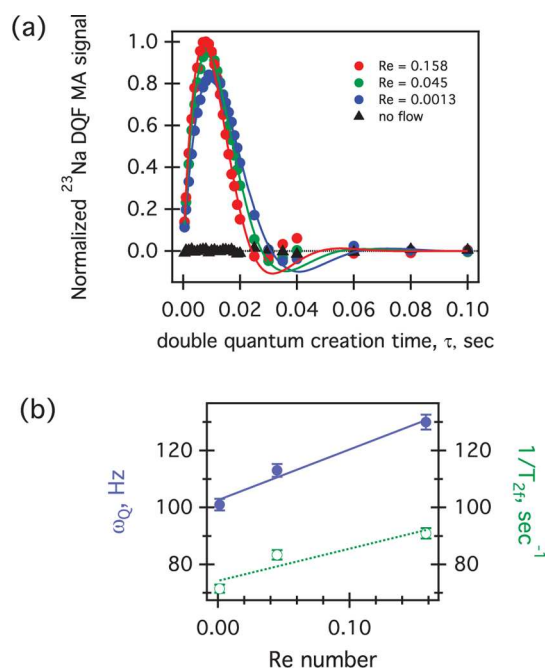 (a)
Normalized ²³Na DQF MA signal
1.0
0.8
0.6
0.4
0.2
0.0
Re = 0.158
Re = 0.045
Re = 0.0013
no flow
0.00 0.02 0.04 0.06 0.08 0.10
double quantum creation time, τ, sec
(b)
ω_Q, Hz
120
100
80
120
100
80
1/T_2f, sec⁻¹
0.00 0.10
Re number